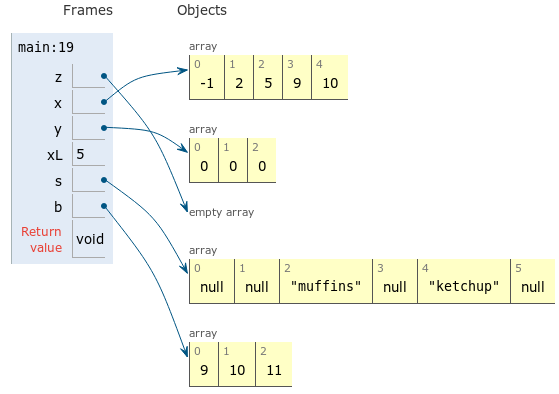 Frames Objects
main:19
z
x
y
xL 5
s
b
Return value void
array
0 1 2 3 4
-1 2 5 9 10
array
0 1 2
0 0 0
empty array
array
0 1 2 3 4 5
null null "muffins" null "ketchup" null
array
0 1 2
9 10 11